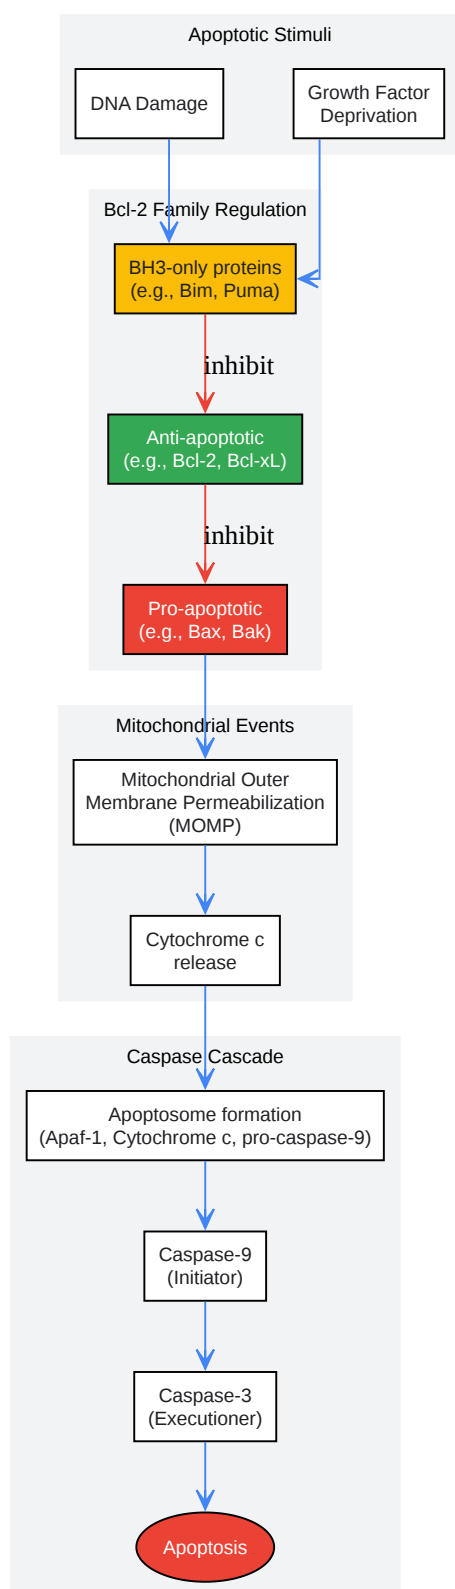 Apoptotic Stimuli
DNA Damage
Growth Factor
Deprivation
Bcl-2 Family Regulation
BH3-only proteins
(e.g., Bim, Puma)
inhibit
Anti-apoptotic
(e.g., Bcl-2, Bcl-xL)
inhibit
Pro-apoptotic
(e.g., Bax, Bak)
Mitochondrial Events
Mitochondrial Outer
Membrane Permeabilization
(MOMP)
Cytochrome c
release
Caspase Cascade
Apoptosome formation
(Apaf-1, Cytochrome c, pro-caspase-9)
Caspase-9
(Initiator)
Caspase-3
(Executioner)
Apoptosis